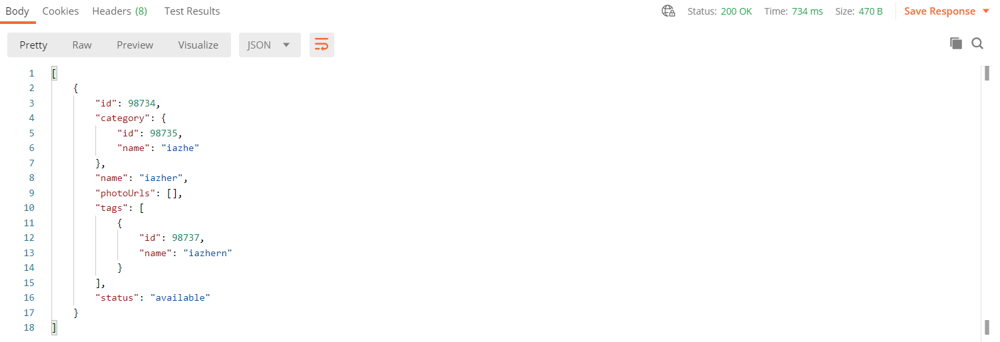 Body Cookies Headers (8) Test Results Status: 200 OK Time: 734 ms Size: 470 B Save Response
Pretty Raw Preview Visualize JSON
1 [
2 {
3 "id": 98734,
4 "category": {
5 "id": 98735,
6 "name": "iazhe"
7 },
8 "name": "iazher",
9 "photoUrls": [],
10 "tags": [
11 {
12 "id": 98737,
13 "name": "iazhern"
14 }
15 ],
16 "status": "available"
17 }
18 ]